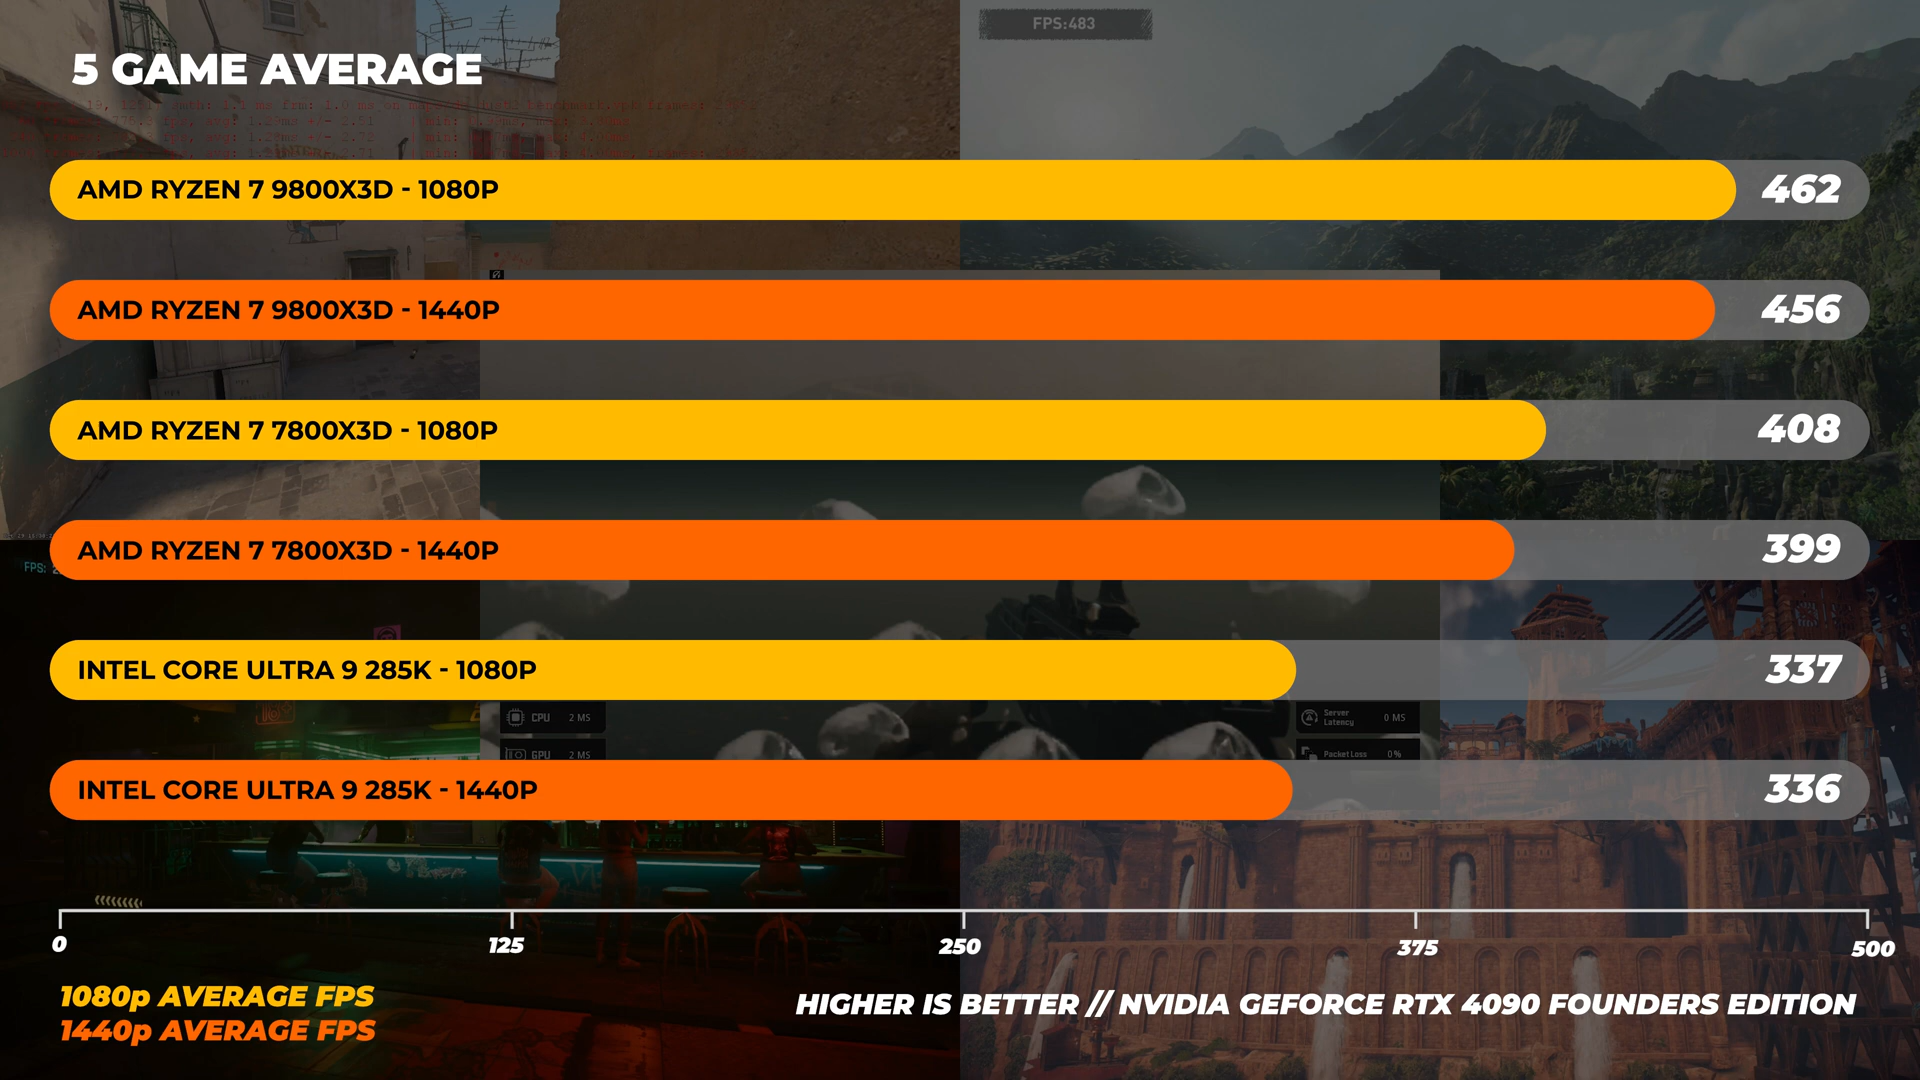 FPS:483
5 GAME AVERAGE
AMD RYZEN 7 9800X3D - 1080P
462
AMD RYZEN 7 9800X3D - 1440P
456
AMD RYZEN 7 7800X3D - 1080P
408
AMD RYZEN 7 7800X3D - 1440P
399
FPS:
INTEL CORE ULTRA 9 285K - 1080P
337
CPU 2 MS
Server Latency 0 MS
GPU 2 MS
Packet Loss 0%
INTEL CORE ULTRA 9 285K - 1440P
336
0
125
250
375
500
1080p AVERAGE FPS
1440p AVERAGE FPS
HIGHER IS BETTER // NVIDIA GEFORCE RTX 4090 FOUNDERS EDITION